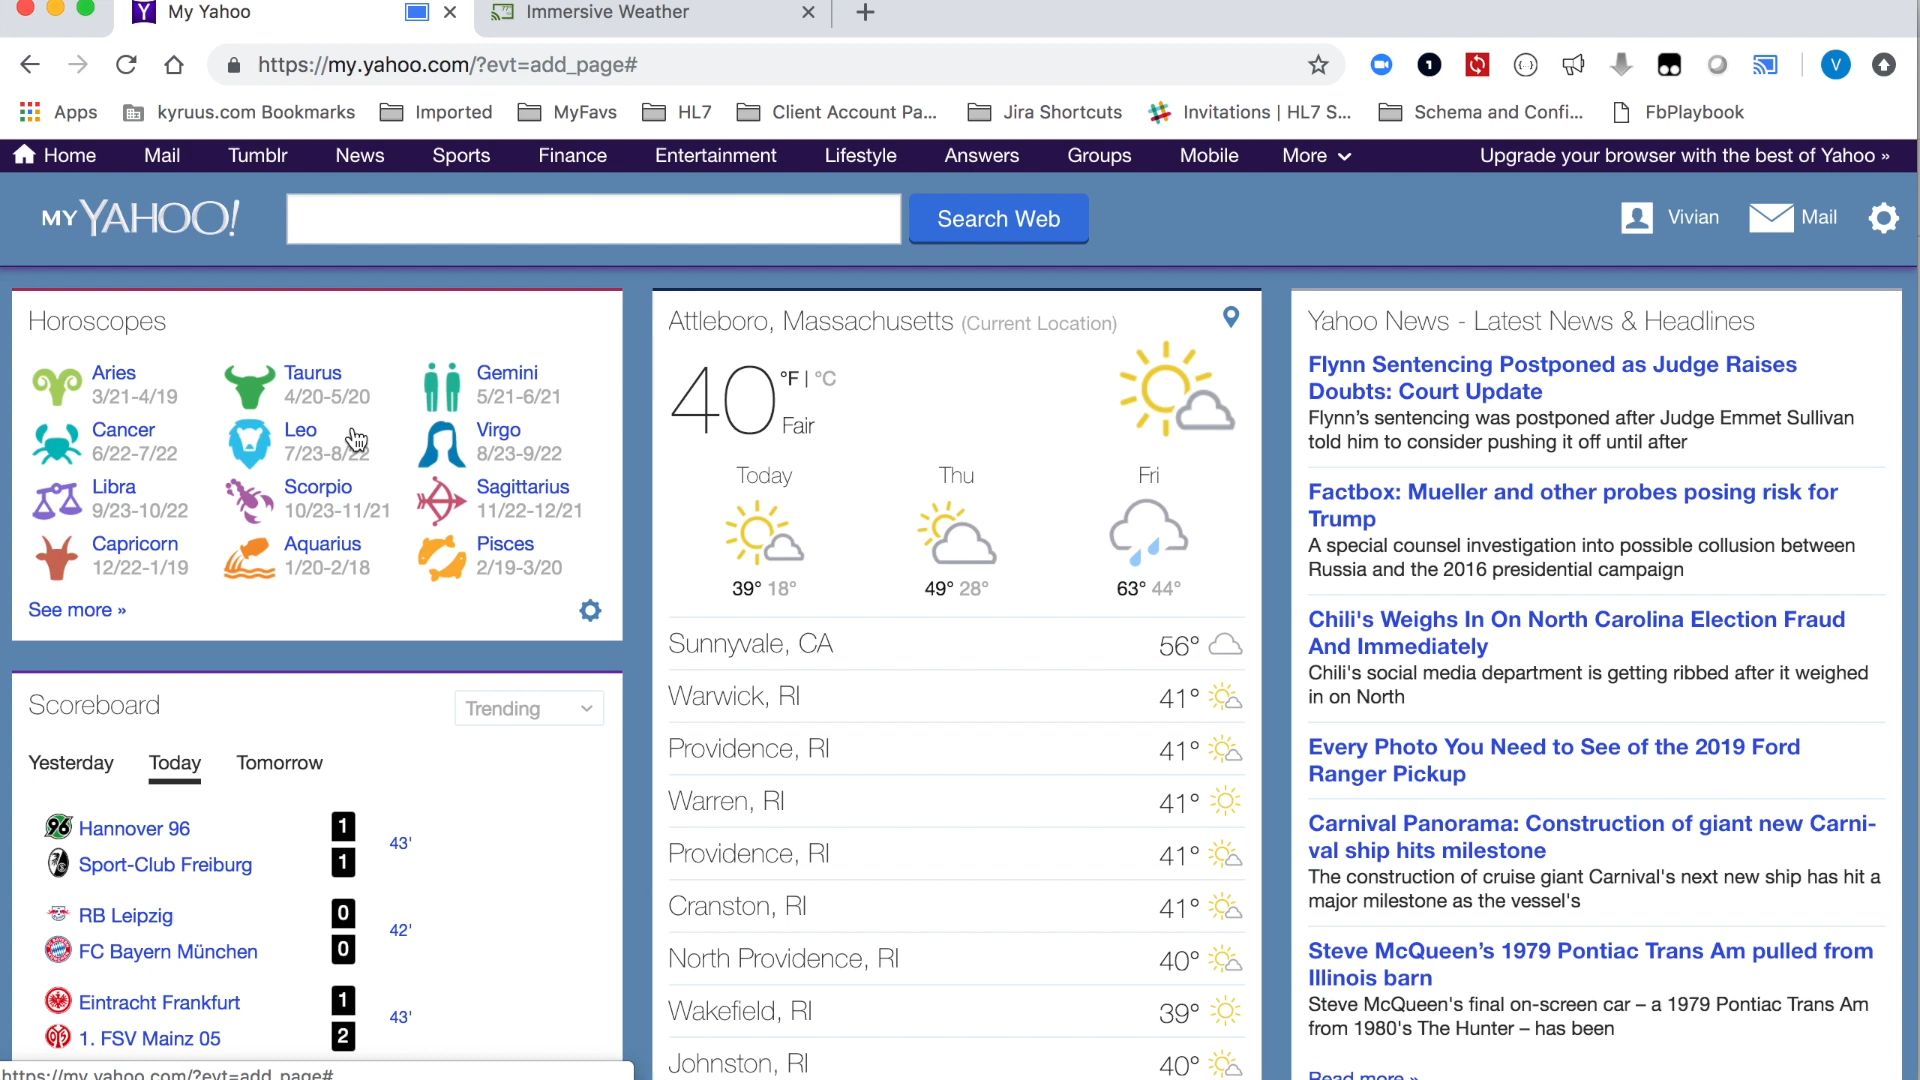 My Yahoo
Immersive Weather
https://my.yahoo.com/?evt=add_page#
1
V
Apps
kyruus.com Bookmarks
Imported
MyFavs
HL7
Client Account Pa...
Jira Shortcuts
Invitations | HL7 S...
Schema and Confi...
FbPlaybook
Home
Mail
Tumblr
News
Sports
Finance
Entertainment
Lifestyle
Answers
Groups
Mobile
More
Upgrade your browser with the best of Yahoo »
MY YAHOO!
Search Web
Vivian
Mail
Horoscopes
Aries
3/21-4/19
Taurus
4/20-5/20
Gemini
5/21-6/21
Cancer
6/22-7/22
Leo
7/23-8/22
Virgo
8/23-9/22
Libra
9/23-10/22
Scorpio
10/23-11/21
Sagittarius
11/22-12/21
Capricorn
12/22-1/19
Aquarius
1/20-2/18
Pisces
2/19-3/20
See more »
Scoreboard
Trending
Yesterday
Today
Tomorrow
Hannover 96 1
43'
Sport-Club Freiburg 1
RB Leipzig 0
42'
FC Bayern München 0
Eintracht Frankfurt 1
43'
1. FSV Mainz 05 2
https://my.yahoo.com/?evt=add_page#
Attleboro, Massachusetts (Current Location)
40 °F | °C
Fair
Today
Thu
Fri
39° 18°
49° 28°
63° 44°
Sunnyvale, CA 56°
Warwick, RI 41°
Providence, RI 41°
Warren, RI 41°
Providence, RI 41°
Cranston, RI 41°
North Providence, RI 40°
Wakefield, RI 39°
Johnston, RI 40°
Yahoo News - Latest News & Headlines
Flynn Sentencing Postponed as Judge Raises
Doubts: Court Update
Flynn’s sentencing was postponed after Judge Emmet Sullivan
told him to consider pushing it off until after
Factbox: Mueller and other probes posing risk for
Trump
A special counsel investigation into possible collusion between
Russia and the 2016 presidential campaign
Chili's Weighs In On North Carolina Election Fraud
And Immediately
Chili's social media department is getting ribbed after it weighed
in on North
Every Photo You Need to See of the 2019 Ford
Ranger Pickup
Carnival Panorama: Construction of giant new Carni-
val ship hits milestone
The construction of cruise giant Carnival's next new ship has hit a
major milestone as the vessel's
Steve McQueen’s 1979 Pontiac Trans Am pulled from
Illinois barn
Steve McQueen's final on-screen car – a 1979 Pontiac Trans Am
from 1980's The Hunter – has been
Read more »